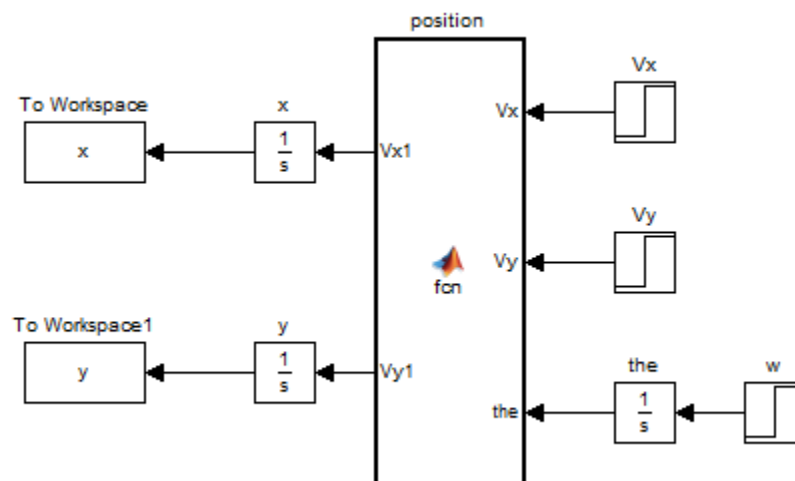 position
Vx
To Workspace
x
Vx
x
1
s
Vx1
Vy
Vy
fcn
To Workspace1
y
y
1
s
Vy1
the
w
the
1
s